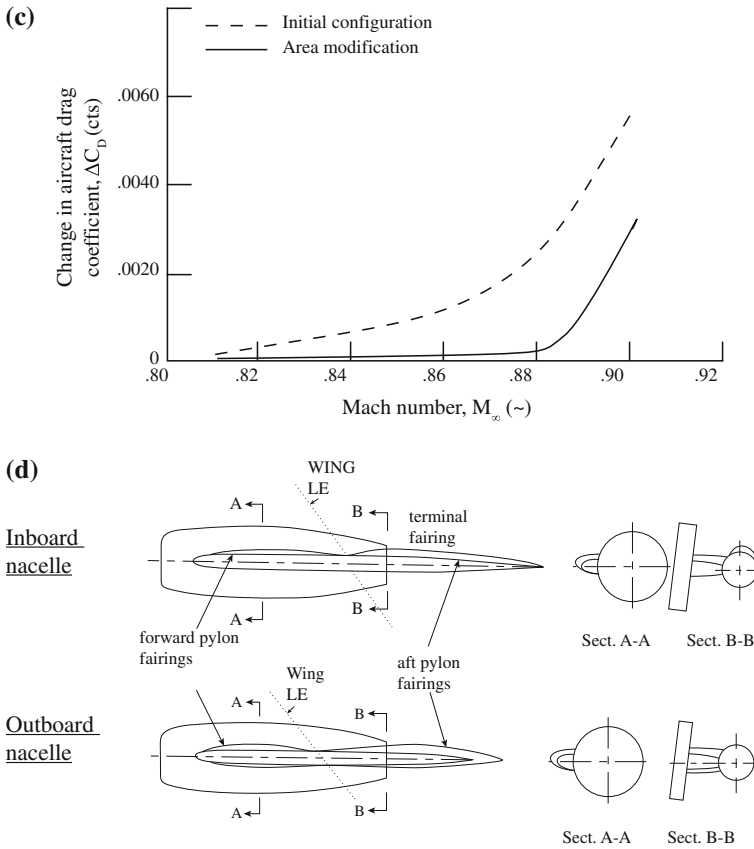 (c)
Initial configuration
Area modification
Change in aircraft drag
coefficient, ΔC_D (cts)
.0060
.0040
.0020
0
.80
.82
.84
.86
.88
.90
.92
Mach number, M_∞ (~)
(d)
WING
LE
A
B
terminal
fairing
Inboard
nacelle
A
B
forward pylon
fairings
Sect. A-A
Sect. B-B
aft pylon
fairings
Wing
LE
A
B
Outboard
nacelle
A
B
Sect. A-A
Sect. B-B